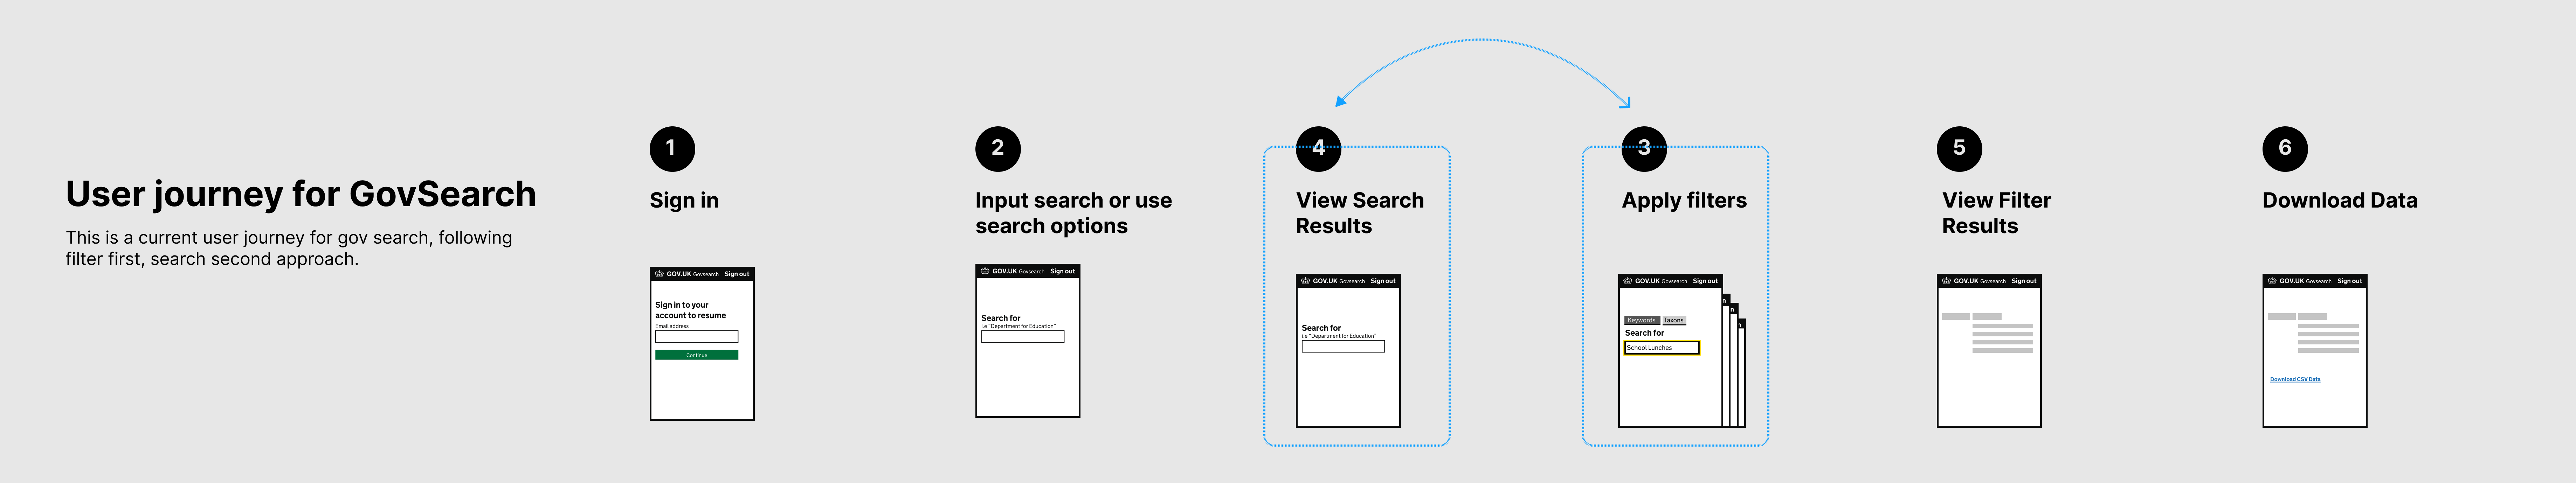 User journey for GovSearch
This is a current user journey for gov search, following
filter first, search second approach.
1
Sign in
GOV.UK Govsearch Sign out
Sign in to your
account to resume
Email address
Continue
2
Input search or use
search options
GOV.UK Govsearch Sign out
Search for
i.e "Department for Education"
4
View Search
Results
GOV.UK Govsearch Sign out
Search for
i.e "Department for Education"
3
Apply filters
GOV.UK Govsearch Sign out
n
n
Keywords Taxons
Search for
School Lunches
5
View Filter
Results
GOV.UK Govsearch Sign out
6
Download Data
GOV.UK Govsearch Sign out
Download CSV Data